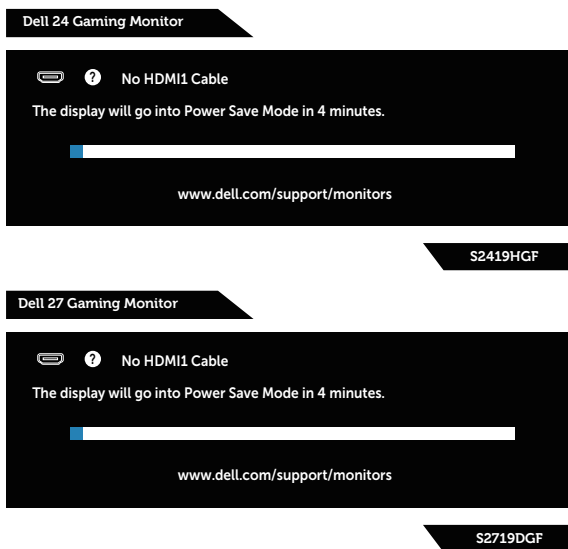 Dell 24 Gaming Monitor
? No HDMI1 Cable
The display will go into Power Save Mode in 4 minutes.
www.dell.com/support/monitors
S2419HGF
Dell 27 Gaming Monitor
? No HDMI1 Cable
The display will go into Power Save Mode in 4 minutes.
www.dell.com/support/monitors
S2719DGF